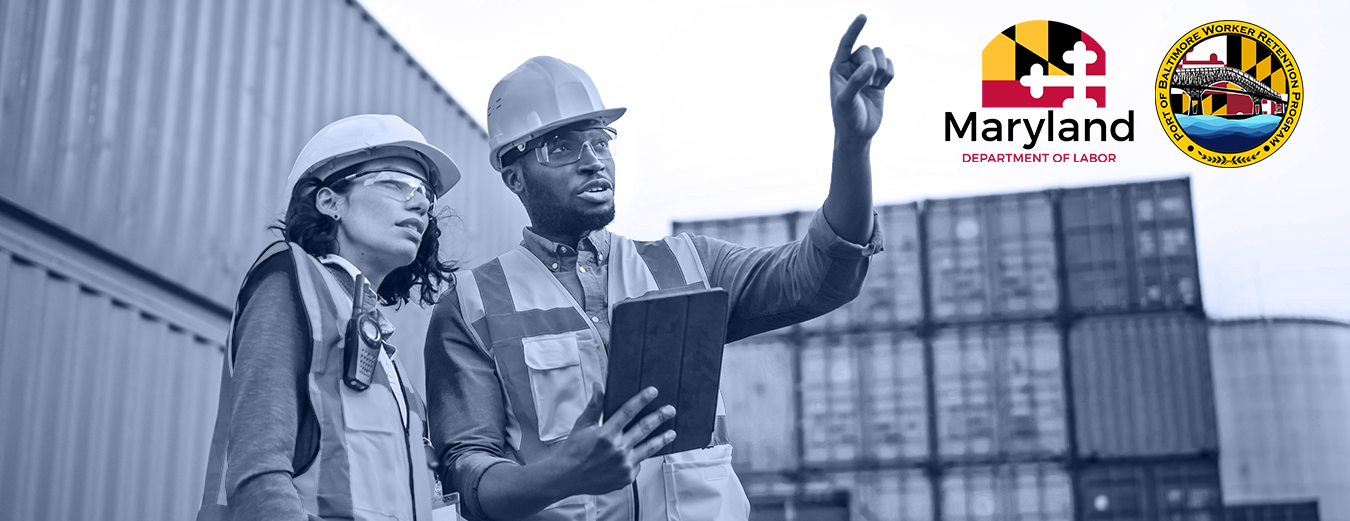 Maryland
DEPARTMENT OF LABOR
PORT OF BALTIMORE WORKER RETENTION PROGRAM